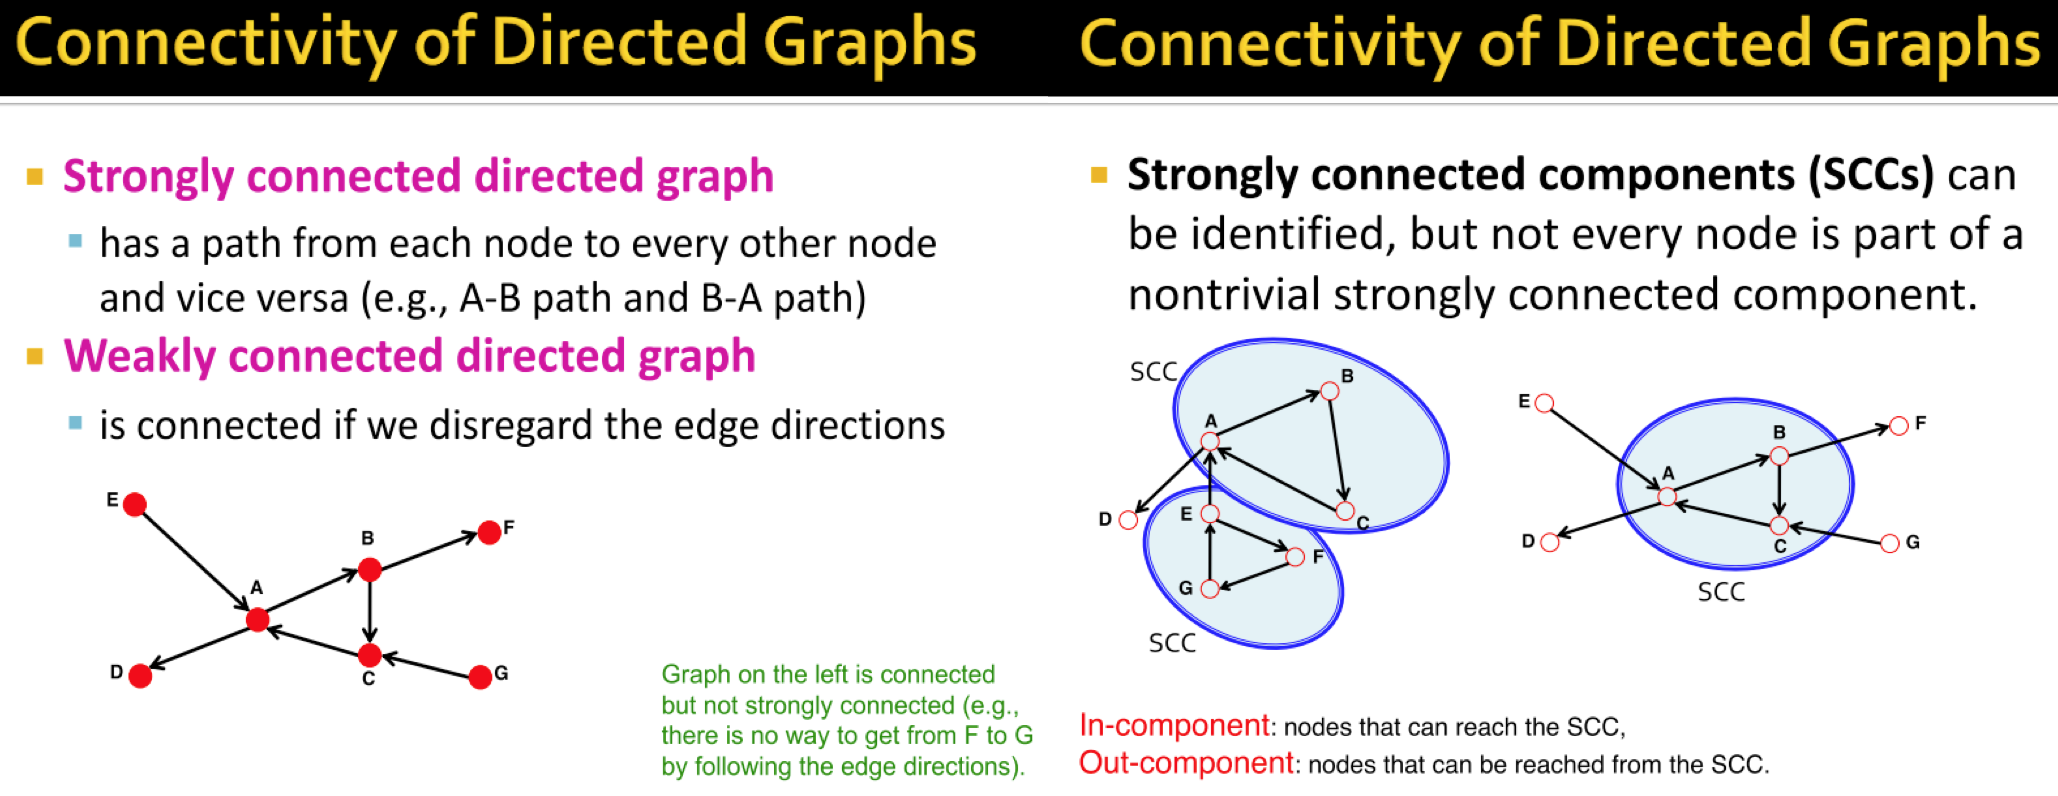 Connectivity of Directed Graphs
Strongly connected directed graph
has a path from each node to every other node
and vice versa (e.g., A-B path and B-A path)
Weakly connected directed graph
is connected if we disregard the edge directions
E
B
F
A
D
C
G
Graph on the left is connected
but not strongly connected (e.g.,
there is no way to get from F to G
by following the edge directions).
Connectivity of Directed Graphs
Strongly connected components (SCCs) can
be identified, but not every node is part of a
nontrivial strongly connected component.
SCC
B
A
D
E
C
F
G
SCC
E
B
F
A
D
C
G
SCC
In-component: nodes that can reach the SCC,
Out-component: nodes that can be reached from the SCC.